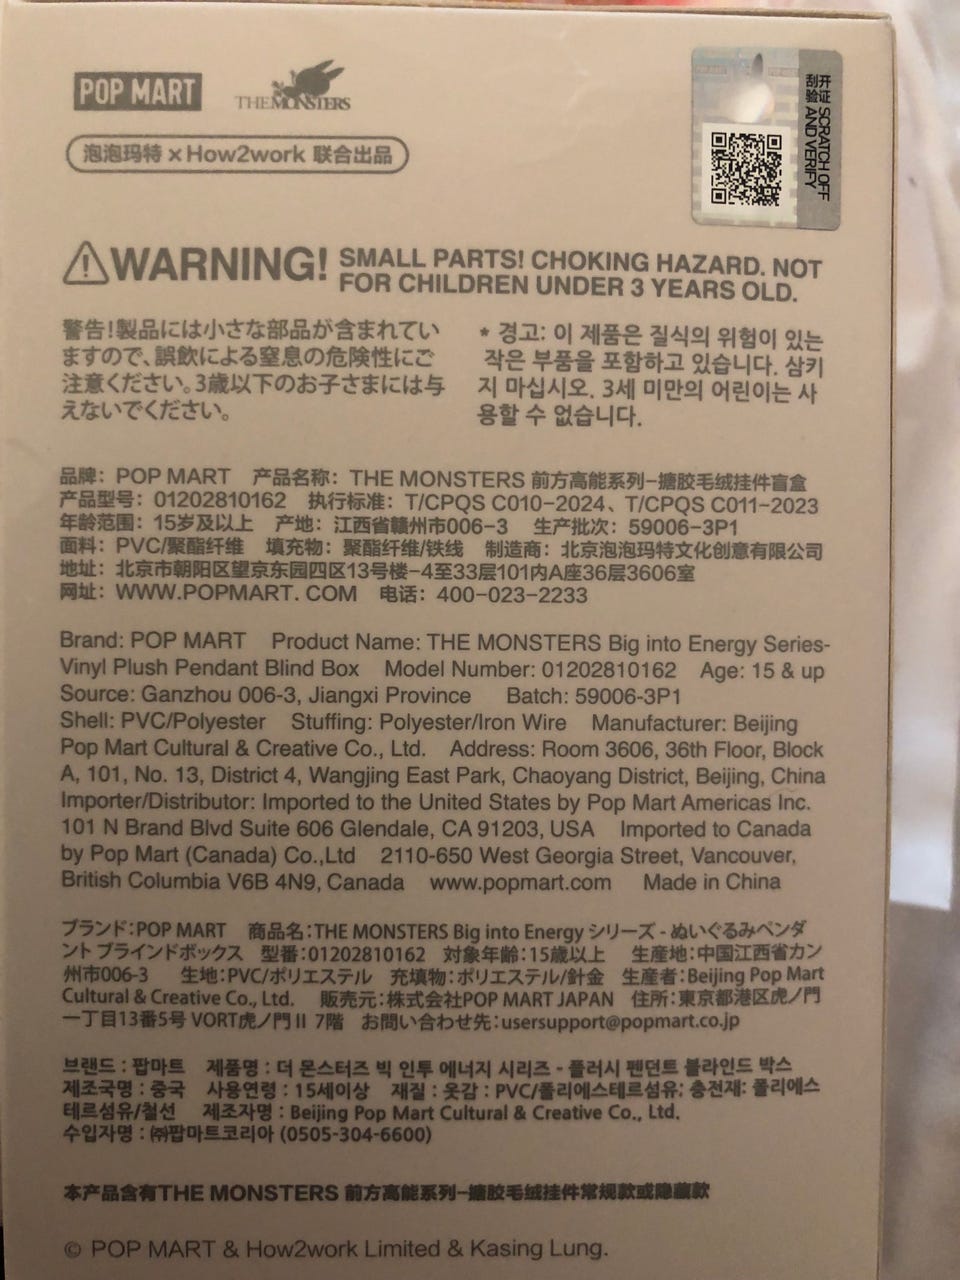 POP MART
THE MONSTERS
泡泡玛特 × How2work 联合出品
刮开
验证 SCRATCH OFF
AND VERIFY
WARNING! SMALL PARTS! CHOKING HAZARD. NOT
FOR CHILDREN UNDER 3 YEARS OLD.
警告!製品には小さな部品が含まれてい
ますので、誤飲による窒息の危険性にご
注意ください。3歳以下のお子さまには与
えないでください。
* 경고: 이 제품은 질식의 위험이 있는
작은 부품을 포함하고 있습니다. 삼키
지 마십시오. 3세 미만의 어린이는 사
용할 수 없습니다.
品牌: POP MART 产品名称: THE MONSTERS 前方高能系列-搪胶毛绒挂件盲盒
产品型号: 01202810162 执行标准: T/CPQS C010-2024、T/CPQS C011-2023
年龄范围: 15岁及以上 产地: 江西省赣州市006-3 生产批次: 59006-3P1
面料: PVC/聚酯纤维 填充物: 聚酯纤维/铁线 制造商: 北京泡泡玛特文化创意有限公司
地址: 北京市朝阳区望京东园四区13号楼-4至33层101内A座36层3606室
网址: WWW.POPMART.COM 电话: 400-023-2233
Brand: POP MART Product Name: THE MONSTERS Big into Energy Series-
Vinyl Plush Pendant Blind Box Model Number: 01202810162 Age: 15 & up
Source: Ganzhou 006-3, Jiangxi Province Batch: 59006-3P1
Shell: PVC/Polyester Stuffing: Polyester/Iron Wire Manufacturer: Beijing
Pop Mart Cultural & Creative Co., Ltd. Address: Room 3606, 36th Floor, Block
A, 101, No. 13, District 4, Wangjing East Park, Chaoyang District, Beijing, China
Importer/Distributor: Imported to the United States by Pop Mart Americas Inc.
101 N Brand Blvd Suite 606 Glendale, CA 91203, USA Imported to Canada
by Pop Mart (Canada) Co.,Ltd 2110-650 West Georgia Street, Vancouver,
British Columbia V6B 4N9, Canada www.popmart.com Made in China
ブランド:POP MART 商品名:THE MONSTERS Big into Energy シリーズ - ぬいぐるみペンダ
ント ブラインドボックス 型番:01202810162 対象年齢:15歳以上 生産地:中国江西省カン
州市006-3 生地:PVC/ポリエステル 充填物:ポリエステル/針金 生産者:Beijing Pop Mart
Cultural & Creative Co., Ltd. 販売元:株式会社POP MART JAPAN 住所:東京都港区虎ノ門
一丁目13番5号 VORT虎ノ門Ⅱ 7階 お問い合わせ先:usersupport@popmart.co.jp
브랜드 : 팝마트 제품명 : 더 몬스터즈 빅 인투 에너지 시리즈 - 플러시 펜던트 블라인드 박스
제조국명 : 중국 사용연령 : 15세이상 재질 : 옷감 : PVC/폴리에스테르섬유; 충전재: 폴리에스
테르섬유/철선 제조자명 : Beijing Pop Mart Cultural & Creative Co., Ltd.
수입자명 : ㈜팝마트코리아 (0505-304-6600)
本产品含有THE MONSTERS 前方高能系列-搪胶毛绒挂件常规款或隐藏款
© POP MART & How2work Limited & Kasing Lung.